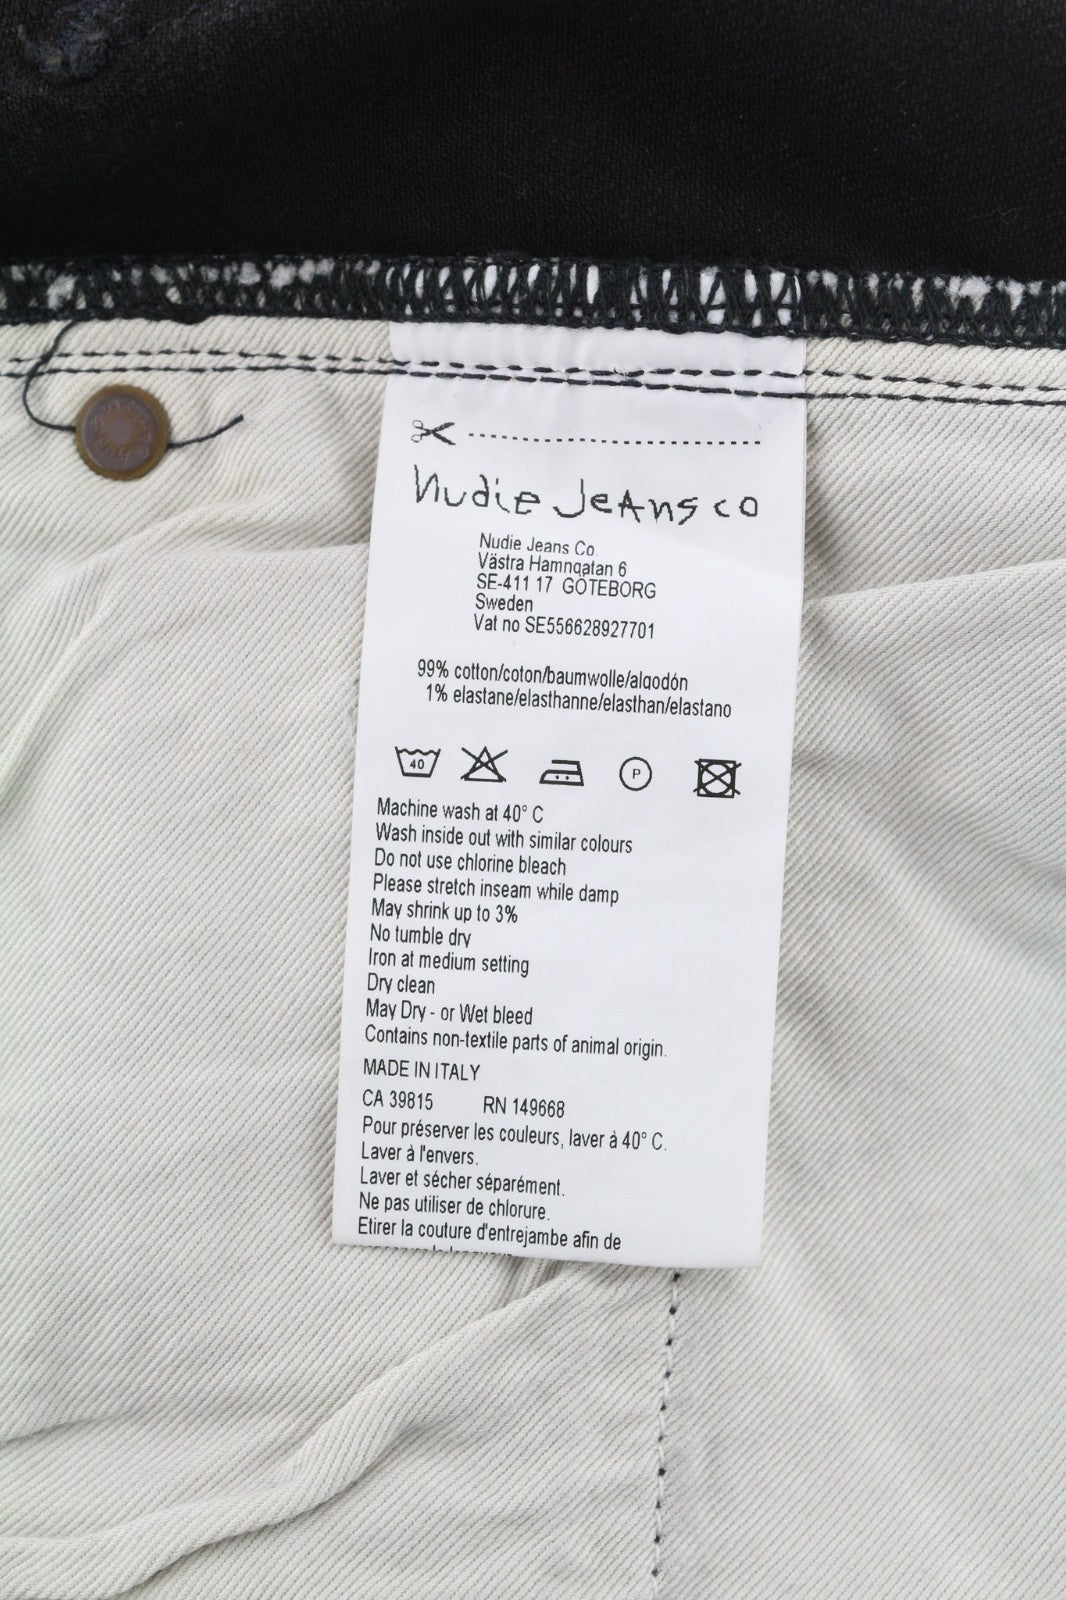 Nudie Jeans co
Nudie Jeans Co.
Västra Hamngatan 6
SE-411 17 GÖTEBORG
Sweden
Vat no SE556628927701
99% cotton/coton/baumwolle/algodón
1% elastane/elasthanne/elasthan/elastano
40
P
Machine wash at 40° C
Wash inside out with similar colours
Do not use chlorine bleach
Please stretch inseam while damp
May shrink up to 3%
No tumble dry
Iron at medium setting
Dry clean
May Dry - or Wet bleed
Contains non-textile parts of animal origin.
MADE IN ITALY
CA 39815 RN 149668
Pour préserver les couleurs, laver à 40° C.
Laver à l'envers.
Laver et sécher séparément.
Ne pas utiliser de chlorure.
Etirer la couture d'entrejambe afin de